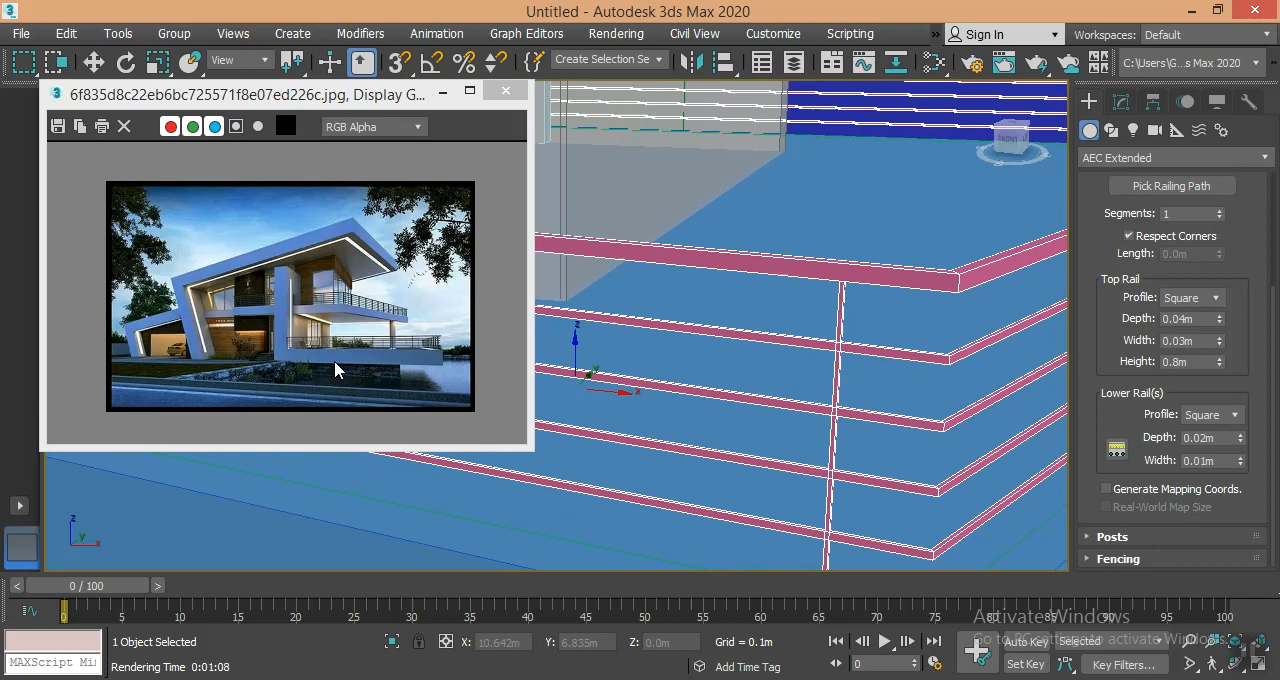 Untitled - Autodesk 3ds Max 2020
File Edit Tools Group Views Create Modifiers Animation Graph Editors Rendering Civil View Customize Scripting » Sign In Workspaces: Default
View Create Selection Se C:\Users\G...s Max 2020
6f835d8c22eb6bc725571f8e07ed226c.jpg, Display G...
RGB Alpha
FRONT
AEC Extended
Pick Railing Path
Segments: 1
Respect Corners
Length: 0.0m
Top Rail
Profile: Square
Depth: 0.04m
Width: 0.03m
Height: 0.8m
Lower Rail(s)
Profile: Square
Depth: 0.02m
Width: 0.01m
Generate Mapping Coords.
Real-World Map Size
Posts
Fencing
z
y
x
z
y
x
< 0 / 100 >
0 5 10 15 20 25 30 35 40 45 50 55 60 65 70 75 80 85 90 95 100
Activate Windows
1 Object Selected X: 10.642m Y: 6.835m Z: 0.0m Grid = 0.1m Auto Key Selected
MAXScript Mi Rendering Time 0:01:08 Add Time Tag 0 Set Key Key Filters...